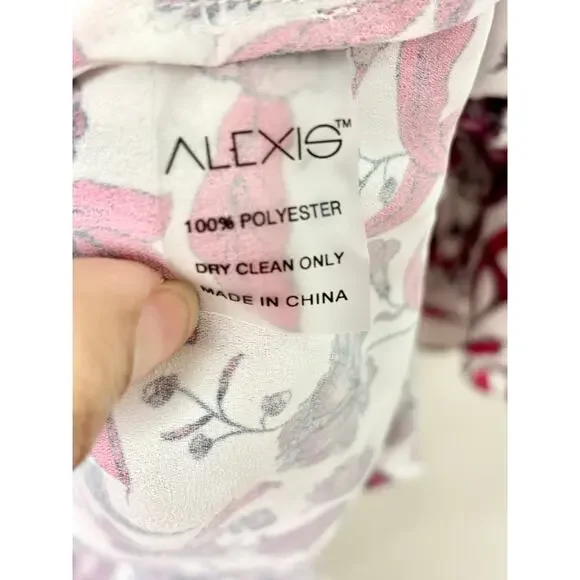 ALEXIS™
100% POLYESTER
DRY CLEAN ONLY
MADE IN CHINA